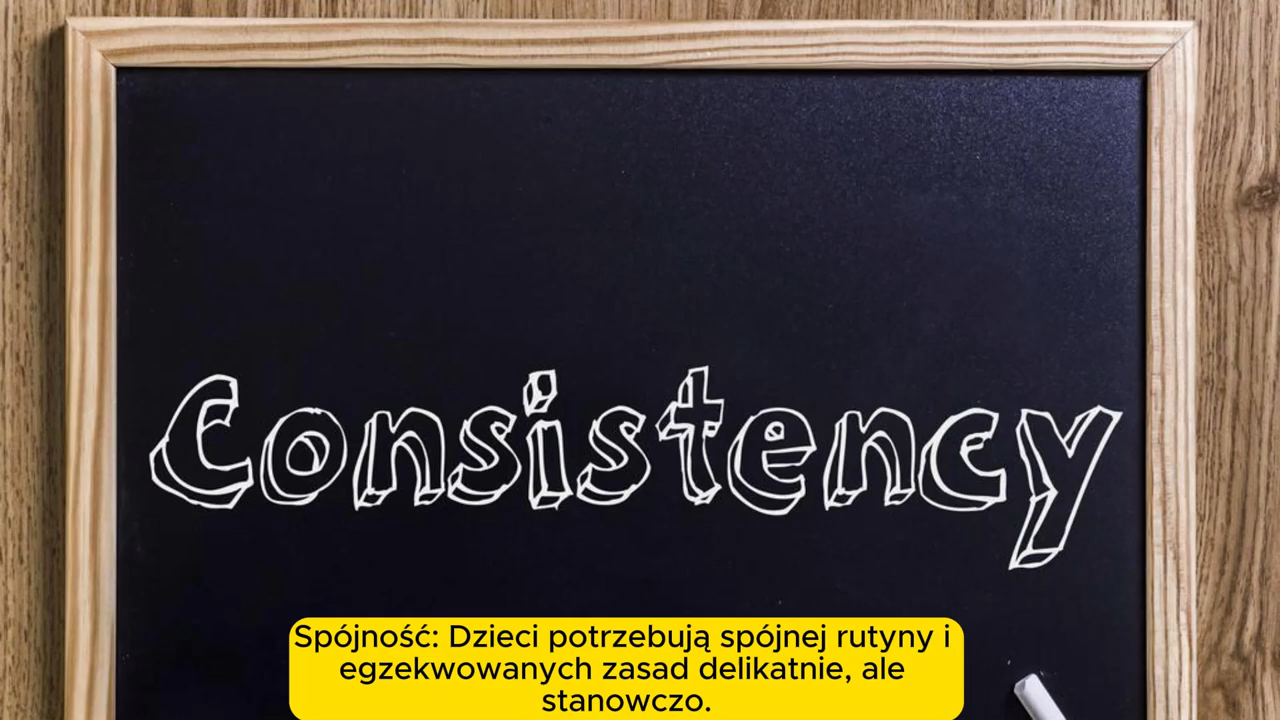 Consistency
Spójność: Dzieci potrzebują spójnej rutyny i
egzekwowanych zasad delikatnie, ale
stanowczo.